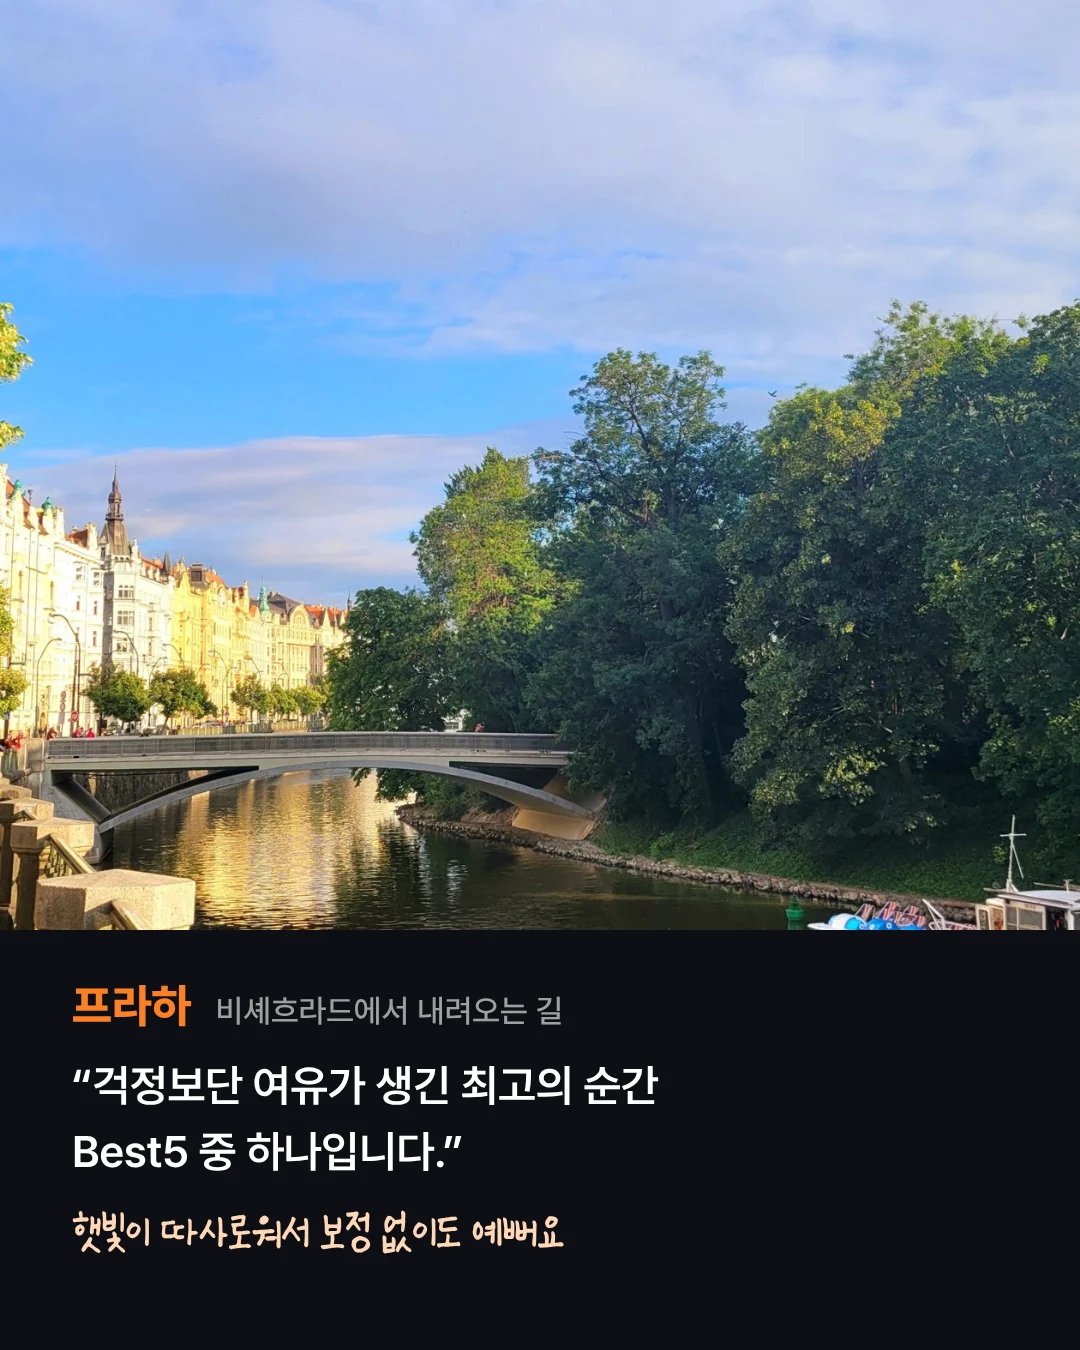 프라하 비셰흐라드에서 내려오는 길
“걱정보단 여유가 생긴 최고의 순간
Best5 중 하나입니다.”
햇빛이 따사로워서 보정 없이도 예뻐요